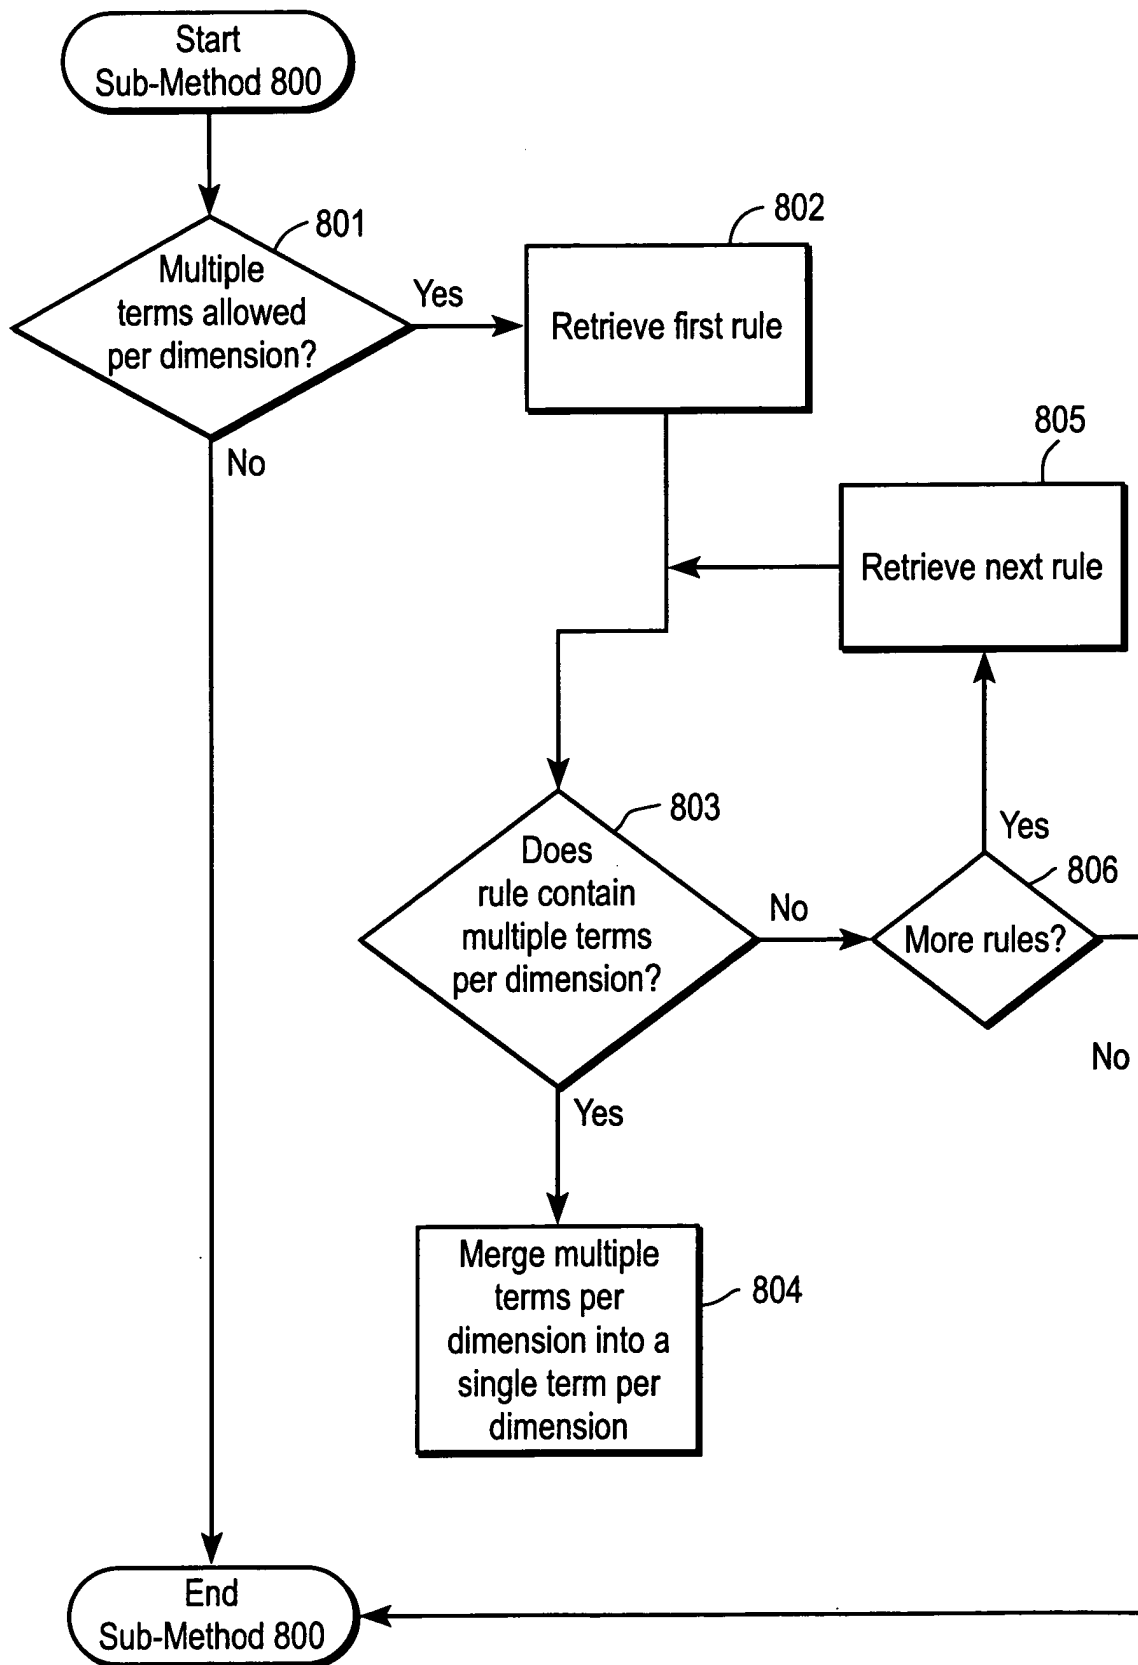 Start
Sub-Method 800
801
Multiple
terms allowed
per dimension?
Yes
No
802
Retrieve first rule
805
Retrieve next rule
Yes
803
Does
rule contain
multiple terms
per dimension?
No
806
More rules?
No
Yes
Merge multiple
terms per
dimension into a
single term per
dimension
804
End
Sub-Method 800